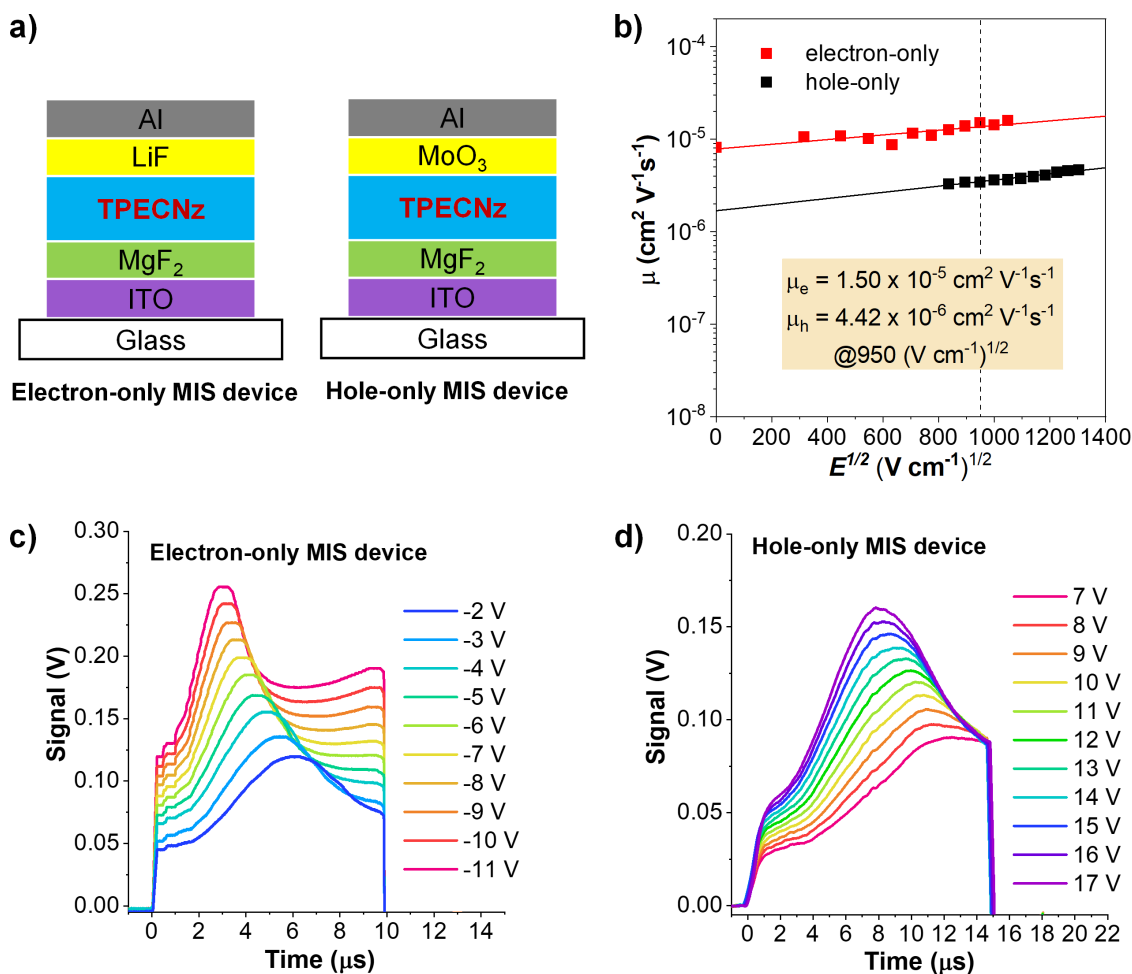 a)
Al
LiF
TPECNz
MgF₂
ITO
Glass
Electron-only MIS device
Al
MoO₃
TPECNz
MgF₂
ITO
Glass
Hole-only MIS device
b)
10⁻⁴
10⁻⁵
10⁻⁶
10⁻⁷
10⁻⁸
μ (cm² V⁻¹s⁻¹)
electron-only
hole-only
μₑ = 1.50 x 10⁻⁵ cm² V⁻¹s⁻¹
μₕ = 4.42 x 10⁻⁶ cm² V⁻¹s⁻¹
@950 (V cm⁻¹)¹/²
0 200 400 600 800 1000 1200 1400
E¹/² (V cm⁻¹)¹/²
c)
Electron-only MIS device
0.30
0.25
0.20
0.15
0.10
0.05
0.00
Signal (V)
-2 V
-3 V
-4 V
-5 V
-6 V
-7 V
-8 V
-9 V
-10 V
-11 V
0 2 4 6 8 10 12 14
Time (μs)
d)
Hole-only MIS device
0.20
0.15
0.10
0.05
0.00
Signal (V)
7 V
8 V
9 V
10 V
11 V
12 V
13 V
14 V
15 V
16 V
17 V
0 2 4 6 8 10 12 14 16 18 20 22
Time (μs)